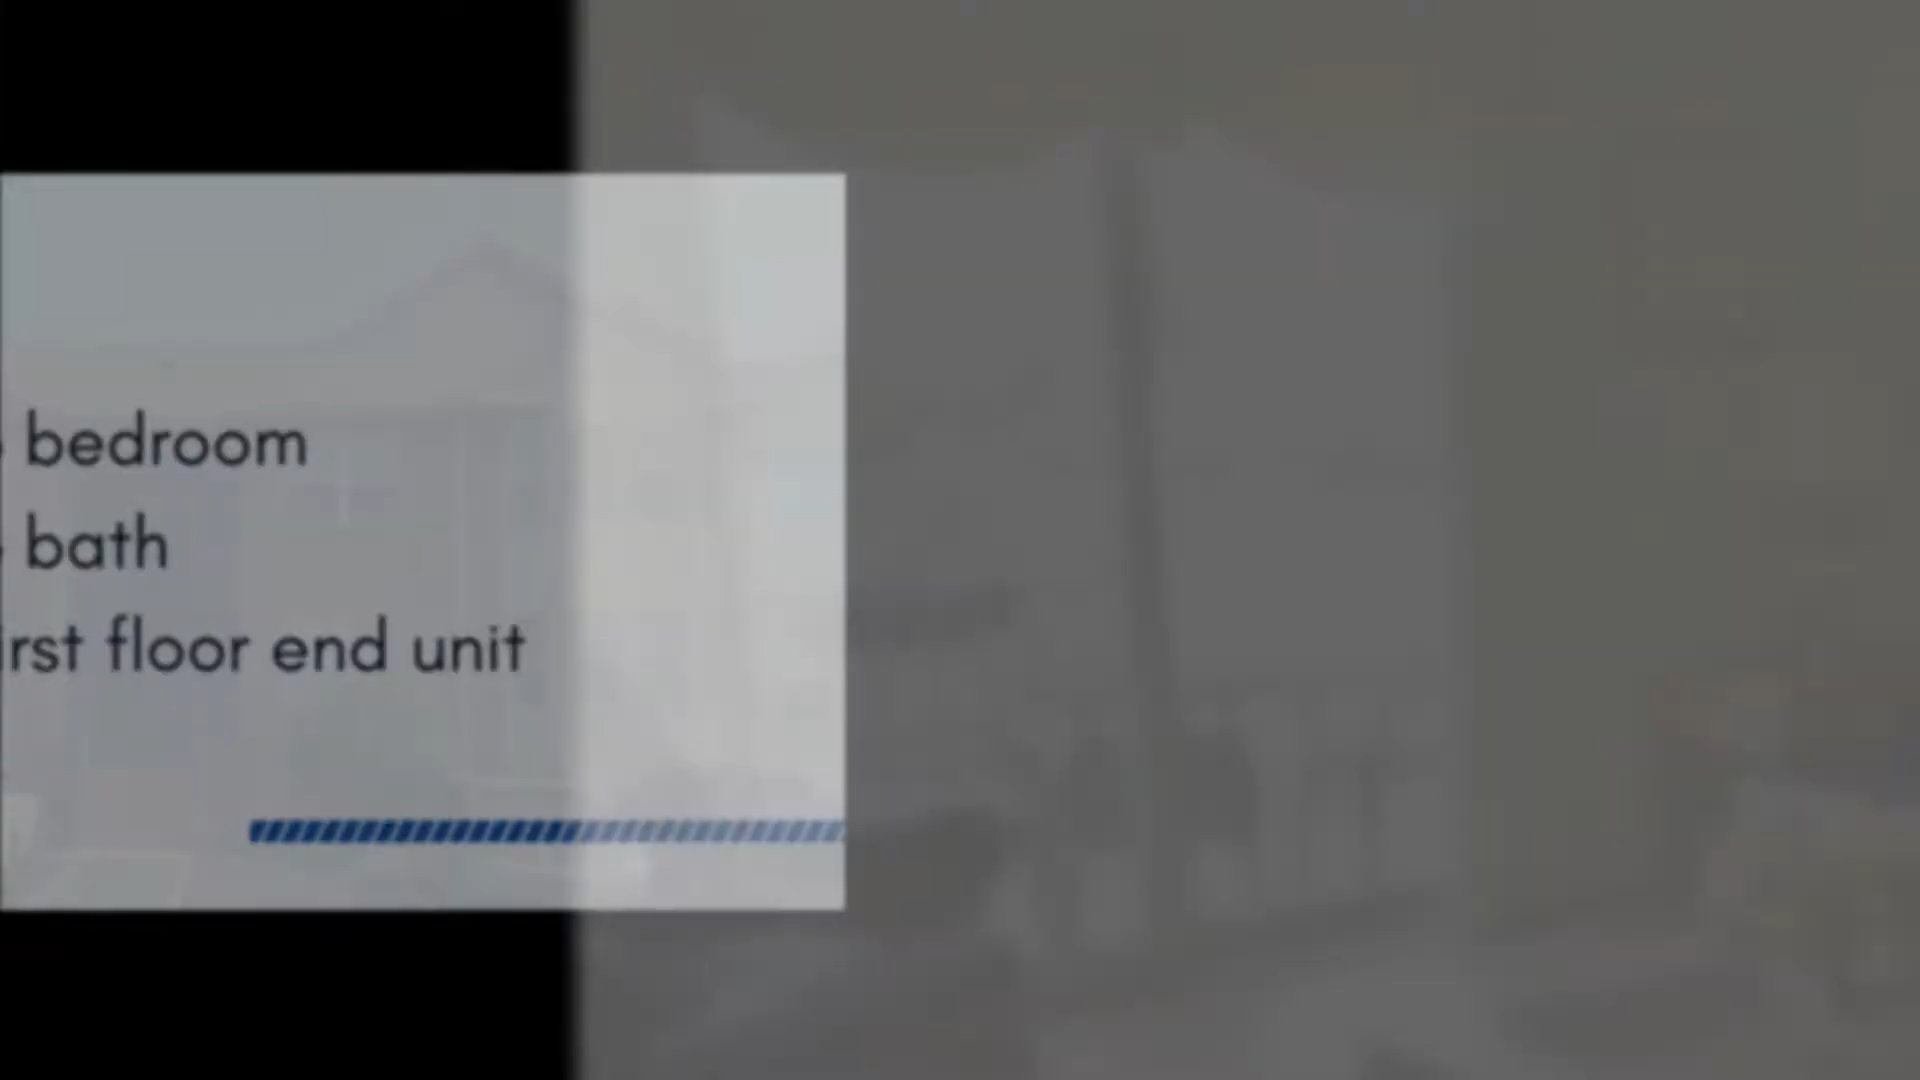 bedroom
bath
irst floor end unit